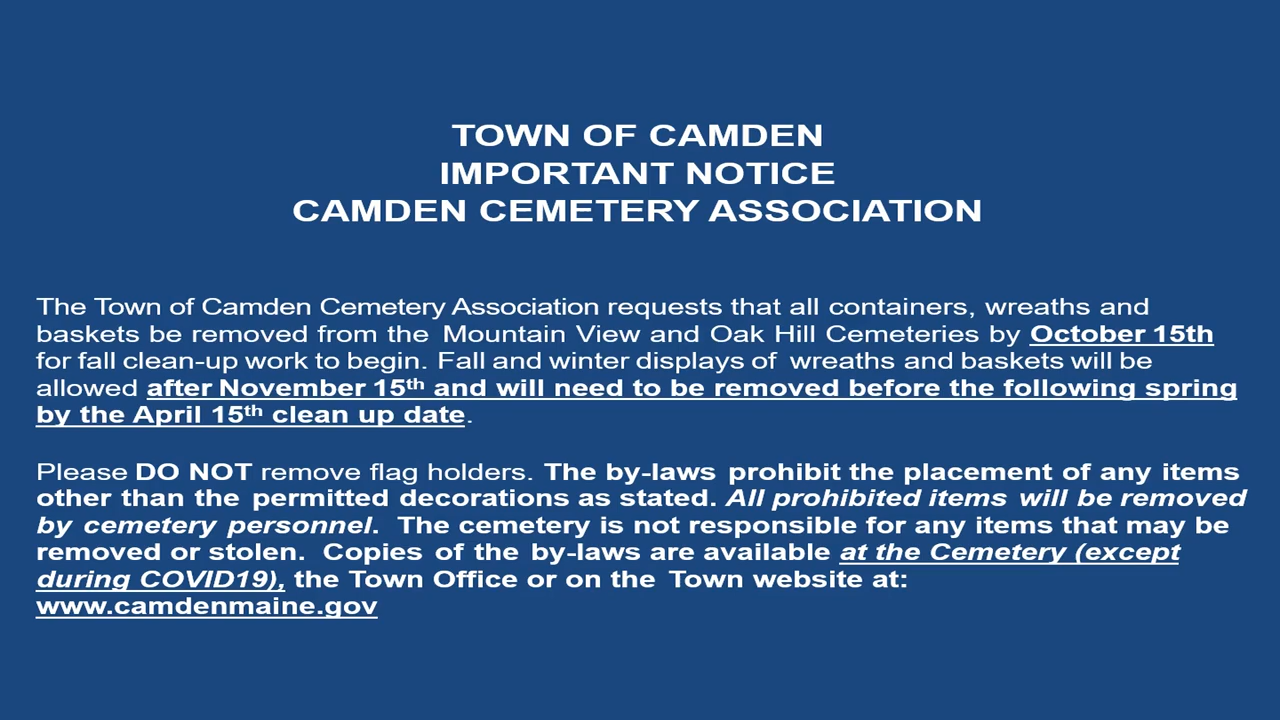 TOWN OF CAMDEN
IMPORTANT NOTICE
CAMDEN CEMETERY ASSOCIATION
The Town of Camden Cemetery Association requests that all containers, wreaths and
baskets be removed from the Mountain View and Oak Hill Cemeteries by October 15th
for fall clean-up work to begin. Fall and winter displays of wreaths and baskets will be
allowed after November 15th and will need to be removed before the following spring
by the April 15th clean up date.
Please DO NOT remove flag holders. The by-laws prohibit the placement of any items
other than the permitted decorations as stated. All prohibited items will be removed
by cemetery personnel. The cemetery is not responsible for any items that may be
removed or stolen. Copies of the by-laws are available at the Cemetery (except
during COVID19), the Town Office or on the Town website at:
www.camdenmaine.gov